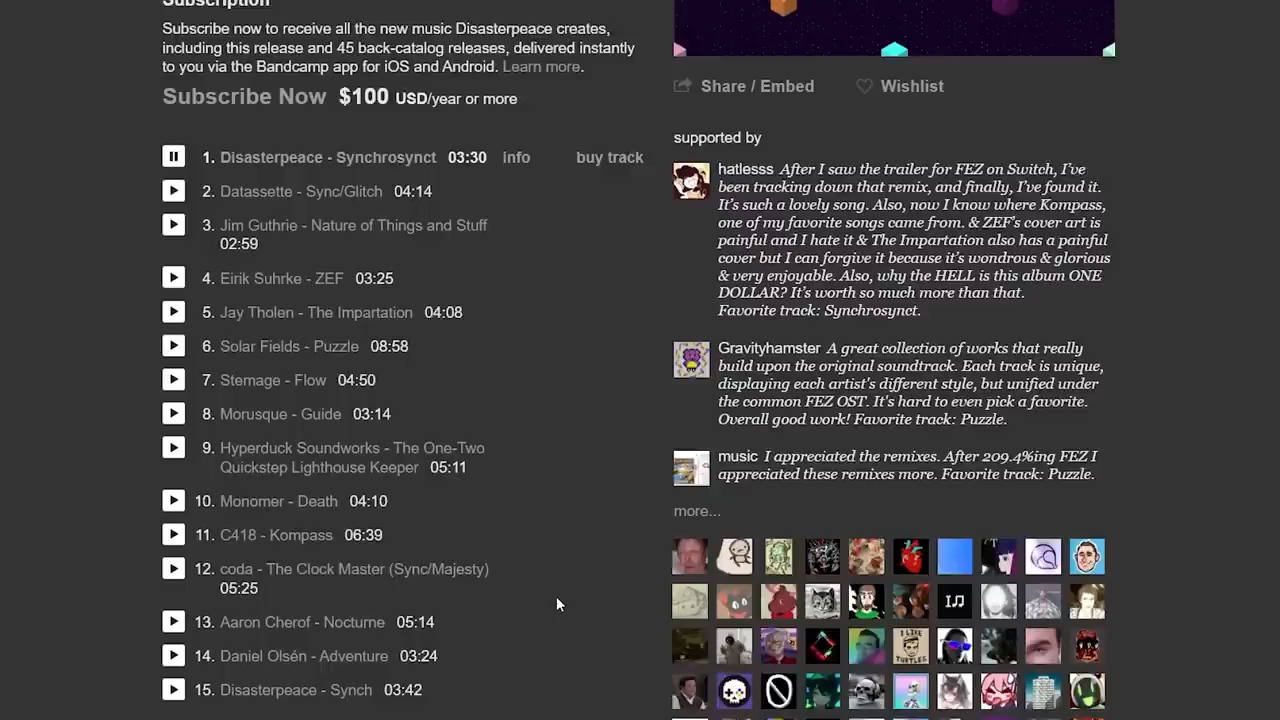 Subscription
Subscribe now to receive all the new music Disasterpeace creates,
including this release and 45 back-catalog releases, delivered instantly
to you via the Bandcamp app for iOS and Android. Learn more.
Subscribe Now $100 USD/year or more
1. Disasterpeace - Synchrosynct 03:30 info buy track
2. Datassette - Sync/Glitch 04:14
3. Jim Guthrie - Nature of Things and Stuff
02:59
4. Eirik Suhrke - ZEF 03:25
5. Jay Tholen - The Impartation 04:08
6. Solar Fields - Puzzle 08:58
7. Stemage - Flow 04:50
8. Morusque - Guide 03:14
9. Hyperduck Soundworks - The One-Two
Quickstep Lighthouse Keeper 05:11
10. Monomer - Death 04:10
11. C418 - Kompass 06:39
12. coda - The Clock Master (Sync/Majesty)
05:25
13. Aaron Cherof - Nocturne 05:14
14. Daniel Olsén - Adventure 03:24
15. Disasterpeace - Synch 03:42
Share / Embed Wishlist
supported by
hatlesss After I saw the trailer for FEZ on Switch, I've
been tracking down that remix, and finally, I've found it.
It's such a lovely song. Also, now I know where Kompass,
one of my favorite songs came from. & ZEF's cover art is
painful and I hate it & The Impartation also has a painful
cover but I can forgive it because it's wondrous & glorious
& very enjoyable. Also, why the HELL is this album ONE
DOLLAR? It's worth so much more than that.
Favorite track: Synchrosynct.
Gravityhamster A great collection of works that really
build upon the original soundtrack. Each track is unique,
displaying each artist's different style, but unified under
the common FEZ OST. It's hard to even pick a favorite.
Overall good work! Favorite track: Puzzle.
music I appreciated the remixes. After 209.4%ing FEZ I
appreciated these remixes more. Favorite track: Puzzle.
more...
I LIKE
TURTLES